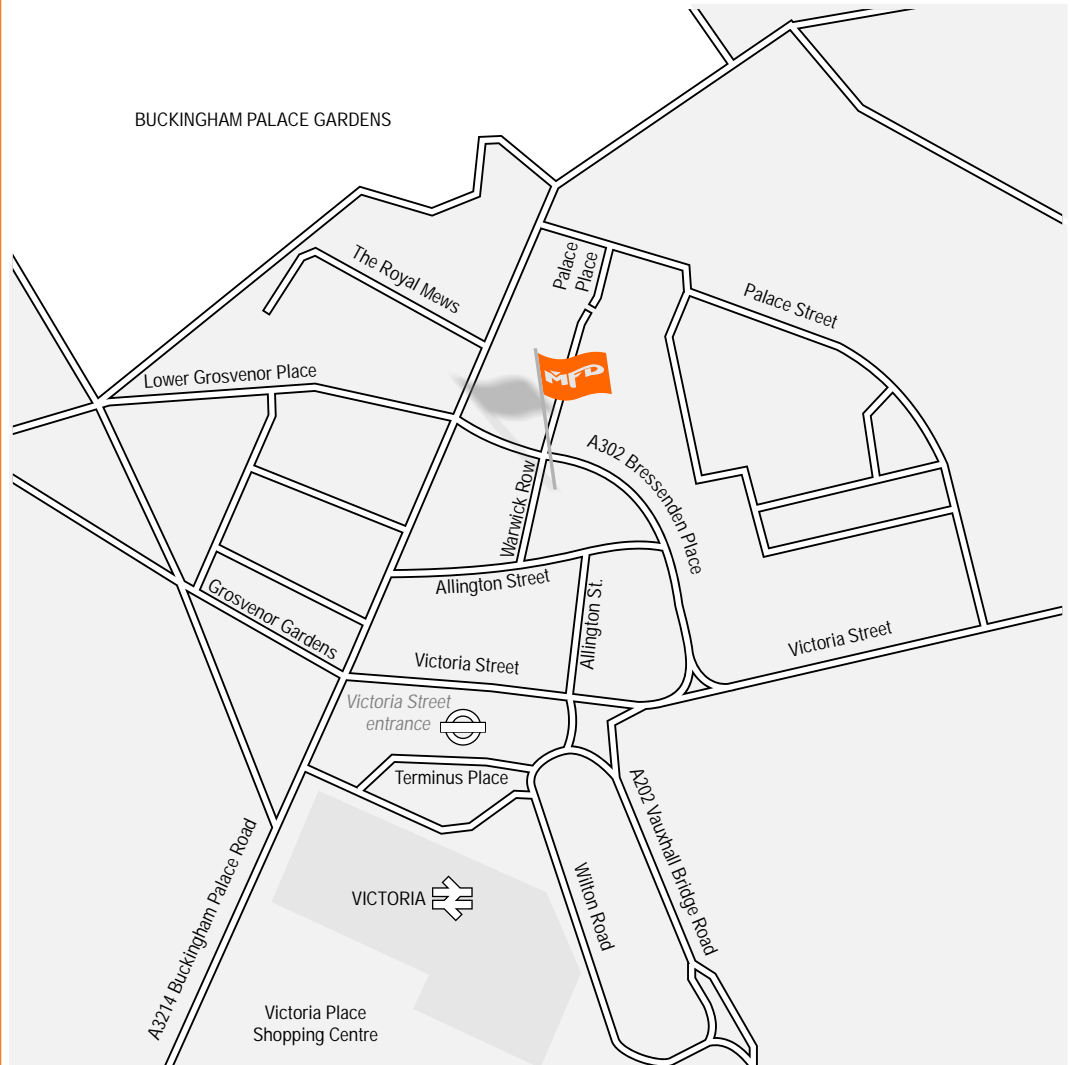 BUCKINGHAM PALACE GARDENS
Palace
Place
The Royal Mews
Palace Street
Lower Grosvenor Place
MFD
A302 Bressenden Place
Warwick Row
Allington Street
Allington St.
Grosvenor Gardens
Victoria Street
Victoria Street
Victoria Street
entrance
Terminus Place
A202 Vauxhall Bridge Road
A3214 Buckingham Palace Road
Wilton Road
VICTORIA
Victoria Place
Shopping Centre